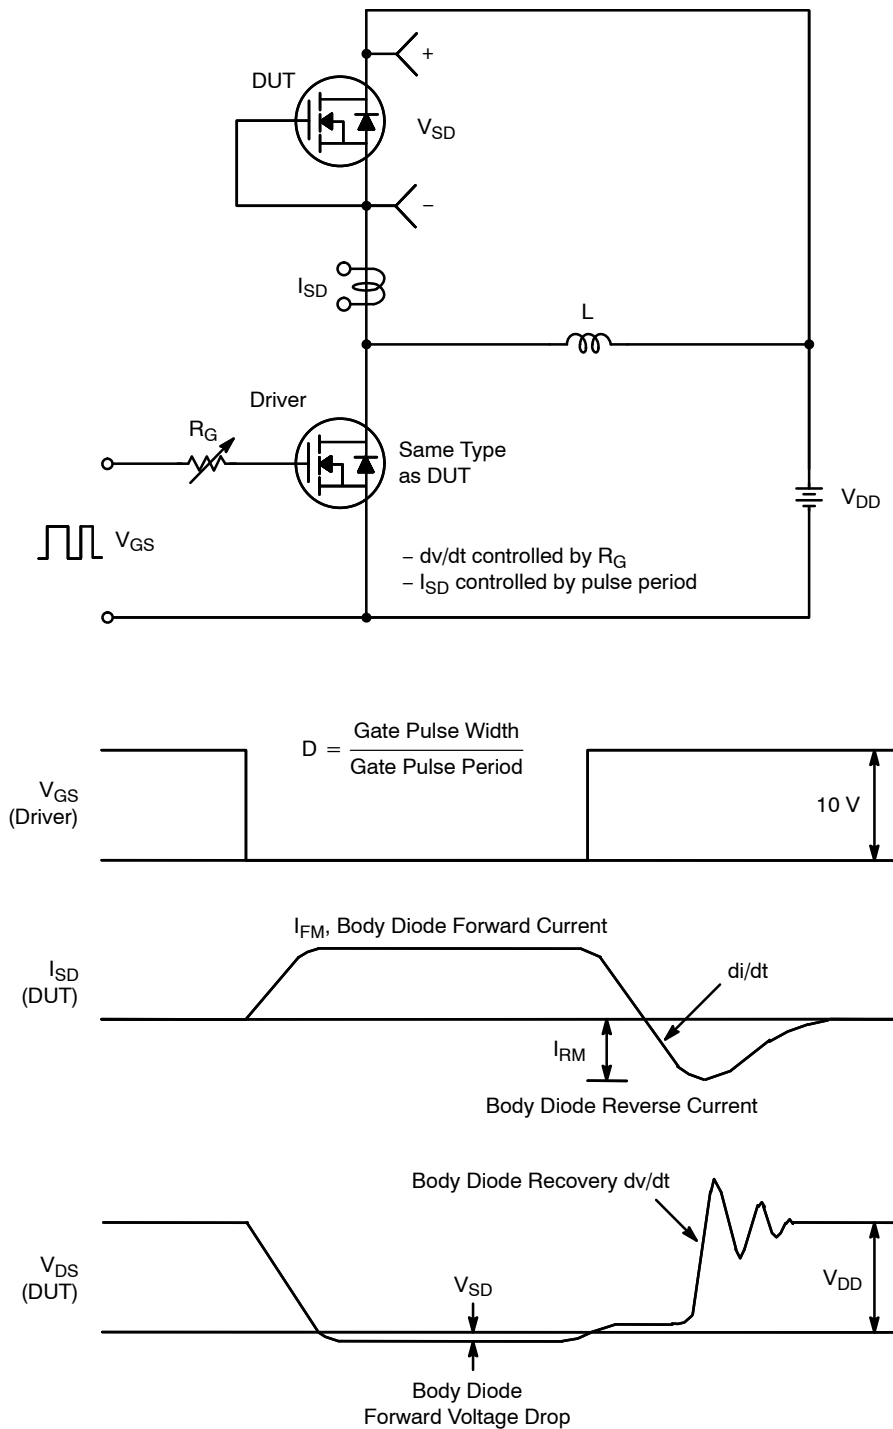 +
DUT
V_SD
–
I_SD
L
Driver
R_G
Same Type
as DUT
V_DD
V_GS
– dv/dt controlled by R_G
– I_SD controlled by pulse period
D = Gate Pulse Width
Gate Pulse Period
V_GS
(Driver)
10 V
I_FM, Body Diode Forward Current
I_SD
(DUT)
di/dt
I_RM
Body Diode Reverse Current
Body Diode Recovery dv/dt
V_DS
(DUT)
V_SD
V_DD
Body Diode
Forward Voltage Drop